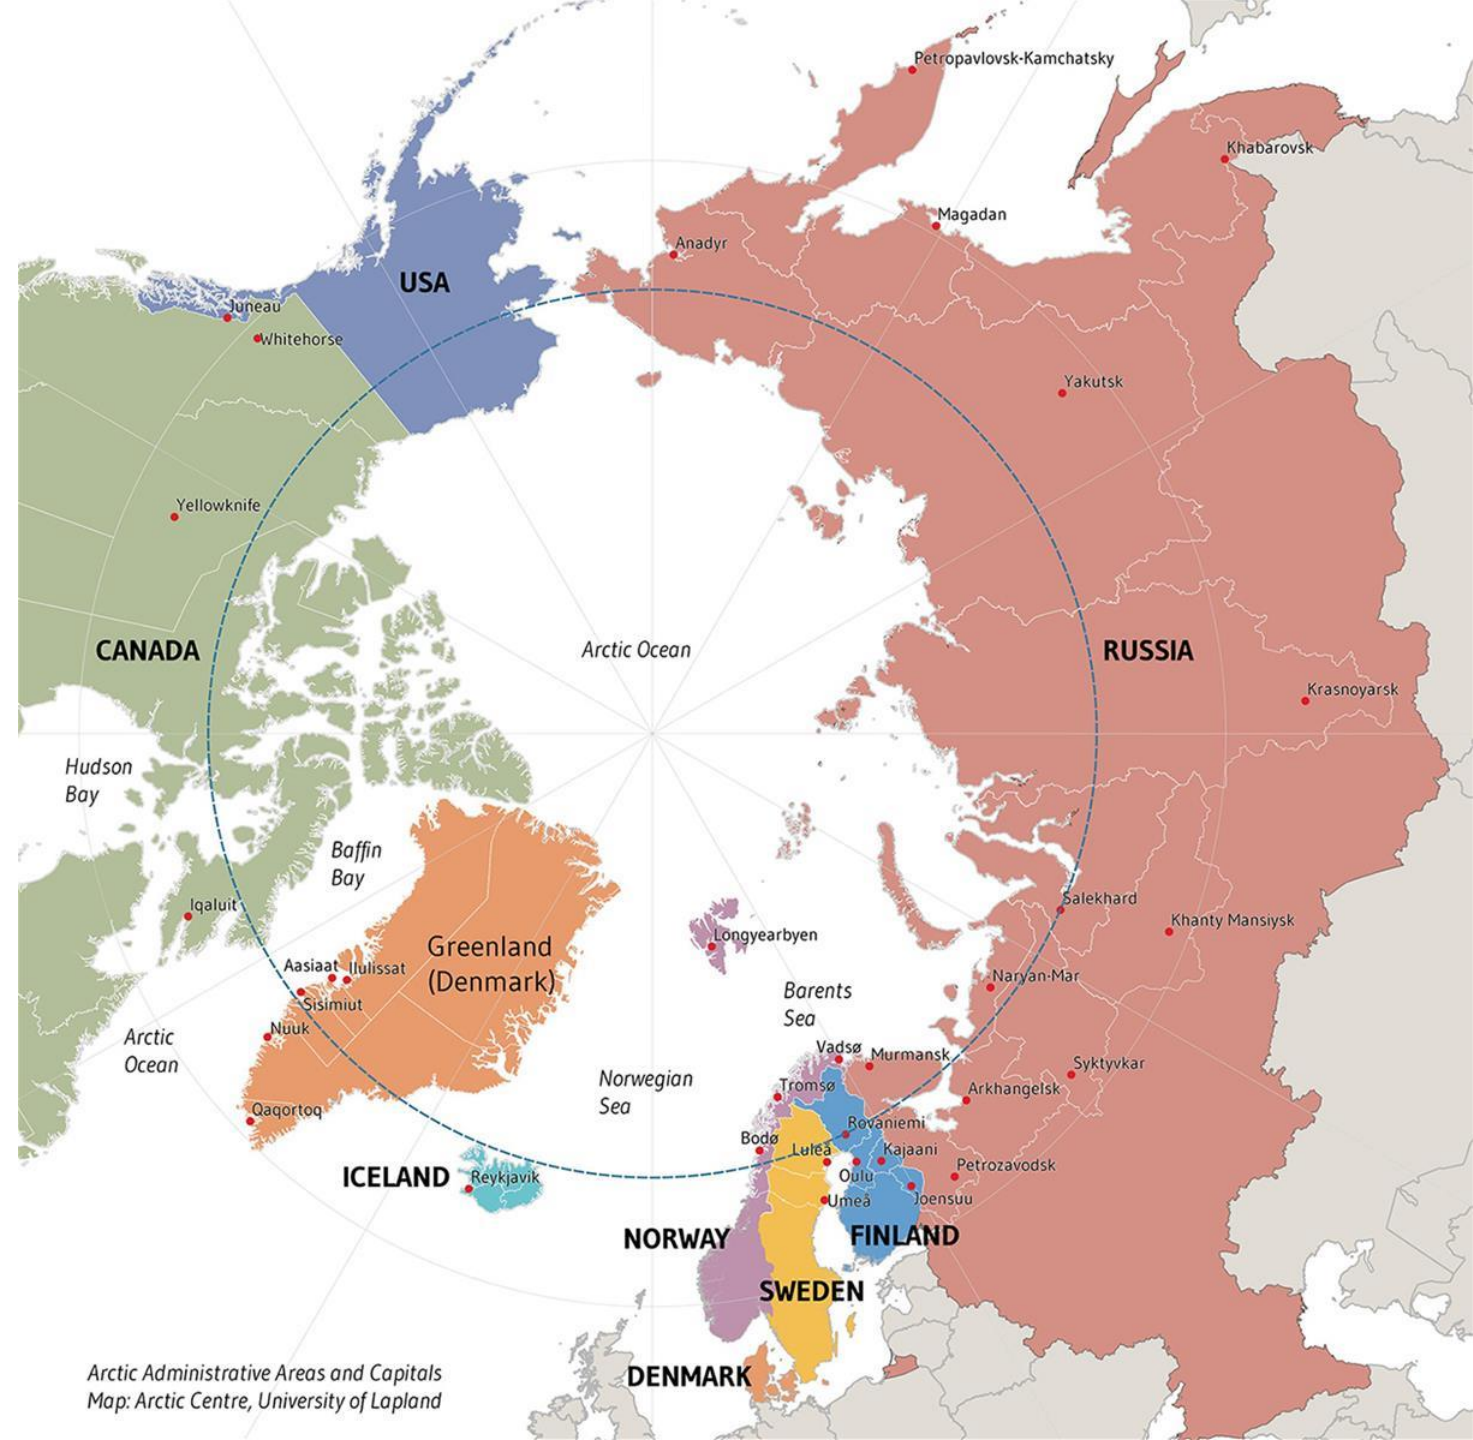 Petropavlovsk-Kamchatsky
Khabarovsk
Magadan
Anadyr
USA
Juneau
Whitehorse
Yakutsk
Yellowknife
CANADA
Arctic Ocean
RUSSIA
Krasnoyarsk
Hudson
Bay
Baffin
Bay
Iqaluit
Salekhard
Khanty Mansiysk
Longyearbyen
Greenland
(Denmark)
Aasiaat
Ilulissat
Sisimiut
Naryan-Mar
Barents
Sea
Nuuk
Arctic
Ocean
Vadsø
Murmansk
Syktyvkar
Norwegian
Sea
Tromsø
Arkhangelsk
Qaqortoq
Rovaniemi
Bodø
Luleå
Kajaani
Petrozavodsk
ICELAND
Reykjavik
Oulu
Joensuu
Umeå
NORWAY
FINLAND
SWEDEN
DENMARK
Arctic Administrative Areas and Capitals
Map: Arctic Centre, University of Lapland